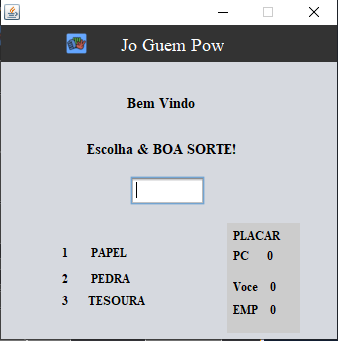 Jo Guem Pow
Bem Vindo
Escolha & BOA SORTE!
1 PAPEL
2 PEDRA
3 TESOURA
PLACAR
PC 0
Voce 0
EMP 0